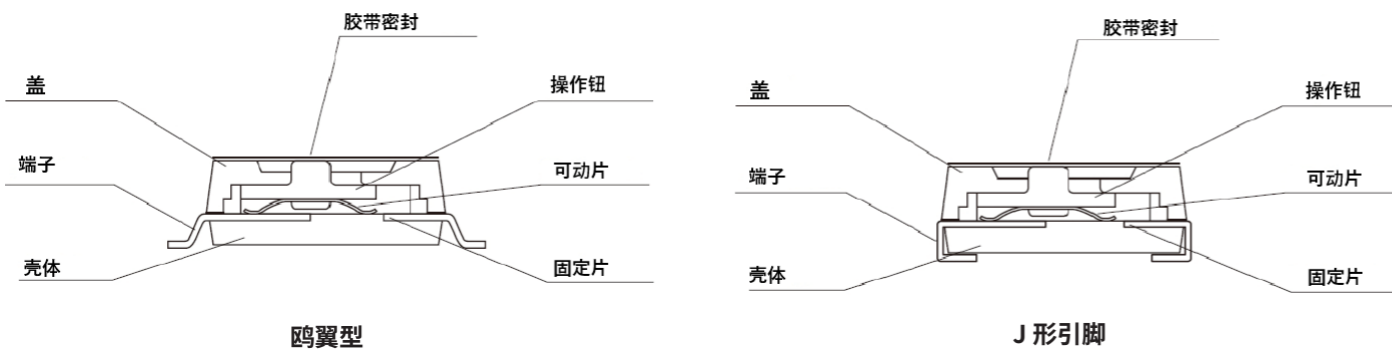 胶带密封
盖
操作钮
端子
可动片
壳体
固定片
鸥翼型
胶带密封
盖
操作钮
端子
可动片
壳体
固定片
J 形引脚